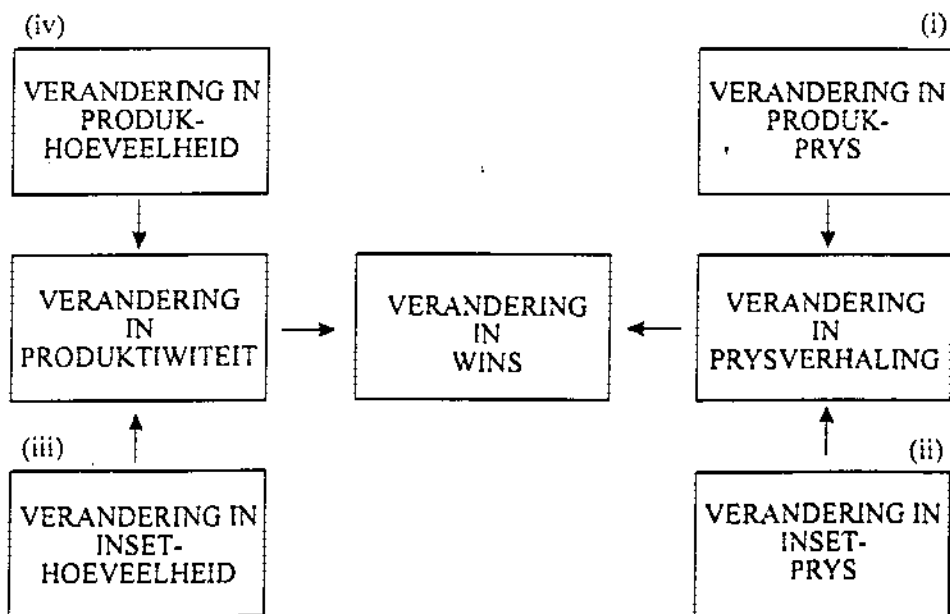 (iv)
VERANDERING IN
PRODUK-
HOEVEELHEID
(i)
VERANDERING IN
PRODUK-
PRYS
VERANDERING
IN
PRODUKTIWITEIT
VERANDERING
IN
WINS
VERANDERING
IN
PRYSVERHALING
(iii)
VERANDERING IN
INSET-
HOEVEELHEID
(ii)
VERANDERING IN
INSET-
PRYS